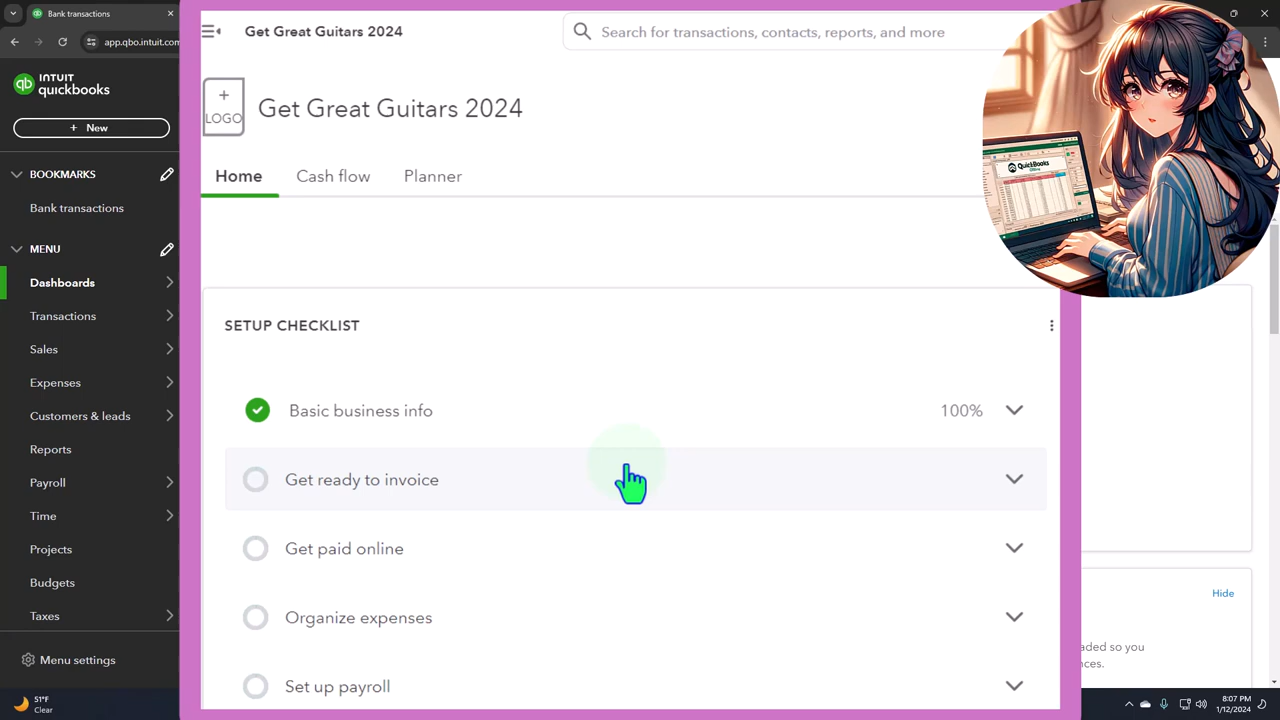 Bank transactions
app.qbo.intuit.com
INTUIT
quickbooks
+ New
BOOKMARKS
Bank transactions
MENU
Dashboards
Transactions
Sales
Expenses
Customers & leads
Reports
Payroll
Time
Projects
Budgets
Taxes
Menu settings
51°F
Clear
Get Great Guitars 2024
Search for transactions, contacts, reports, and more
+
LOGO
Get Great Guitars 2024
Home
Cash flow
Planner
SETUP CHECKLIST
Basic business info
100%
Get ready to invoice
Get paid online
Organize expenses
Set up payroll
QuickBooks
Hide
aded so you
nces.
8:07 PM
1/12/2024